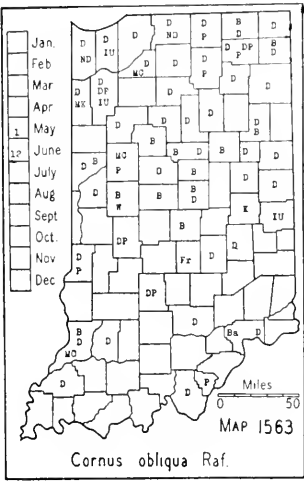 Jan.
Feb
Mar
Apr
1 May
12 June
July
Aug
Sept
Oct.
Nov
Dec
D D D D D B D
ND IU ND P D
D DP B
P D
MC D D D
D DP P
MK IU
D D D
D B
B
D B MC B D B D
P O B
D B B B D
W D
B K IU
DP D
D Fr D
P
DP
B D Ba D
D D
MC
D P
D
Miles
0 50
MAP 1563
Cornus obliqua Raf.